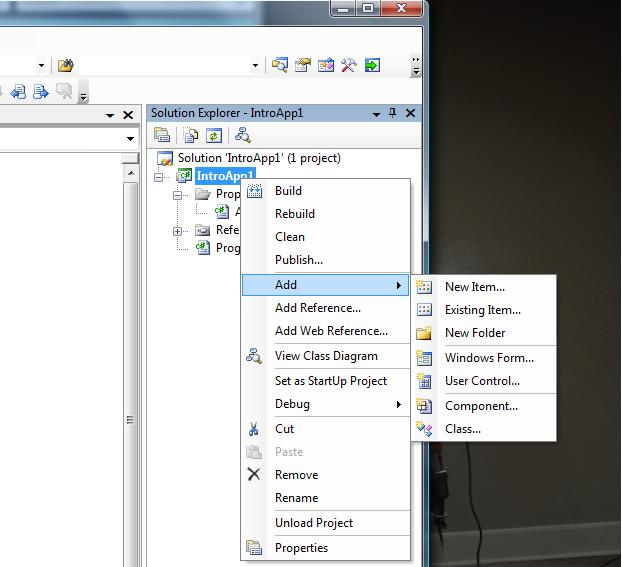 Solution Explorer - IntroApp1
Solution 'IntroApp1' (1 project)
IntroApp1
Prop
A
Refe
Prog
Build
Rebuild
Clean
Publish...
Add
Add Reference...
Add Web Reference...
View Class Diagram
Set as StartUp Project
Debug
Cut
Paste
Remove
Rename
Unload Project
Properties
New Item...
Existing Item...
New Folder
Windows Form...
User Control...
Component...
Class...